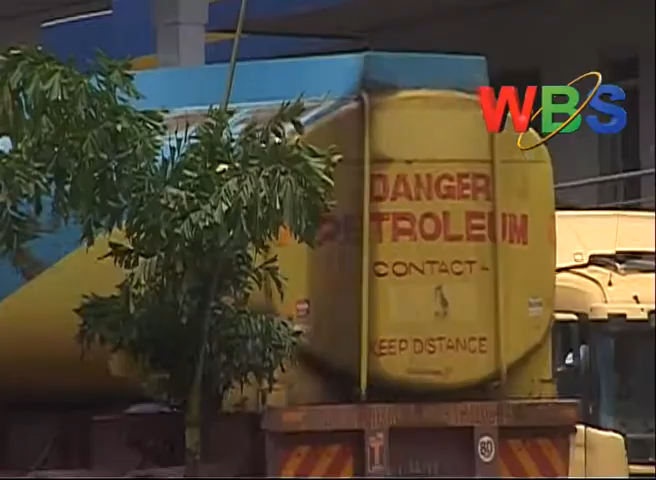 WBS
DANGER
PETROLEUM
CONTACT -
KEEP DISTANCE
T
80